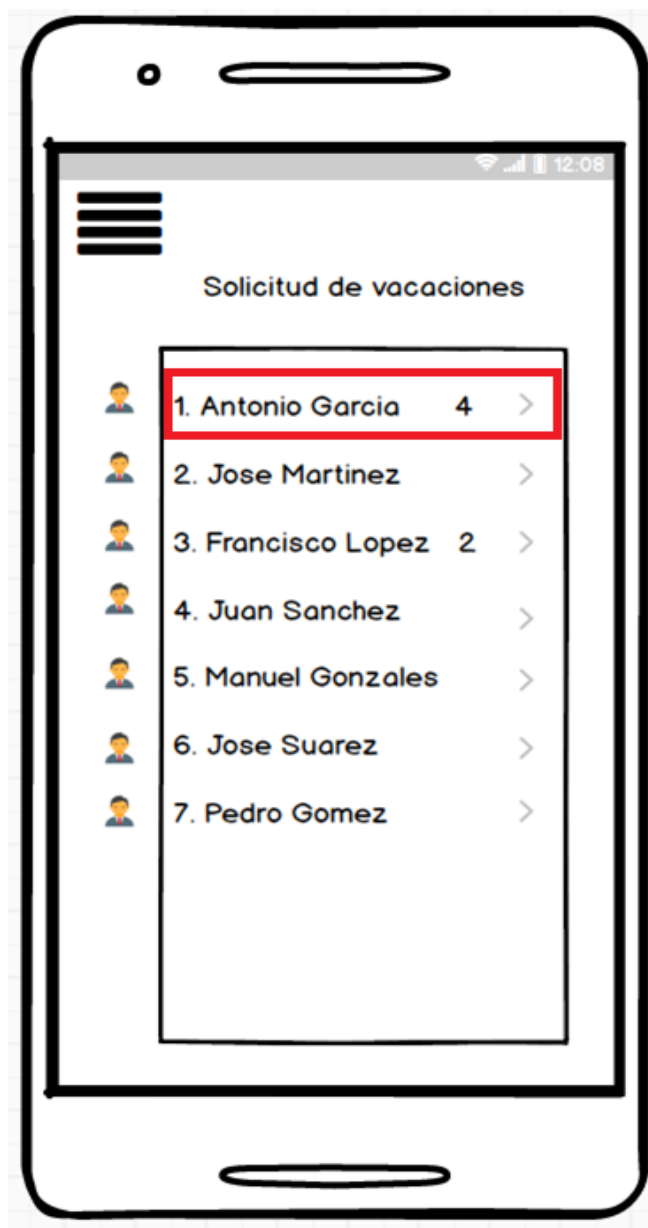 12:08
Solicitud de vacaciones
1. Antonio Garcia 4
2. Jose Martinez
3. Francisco Lopez 2
4. Juan Sanchez
5. Manuel Gonzales
6. Jose Suarez
7. Pedro Gomez